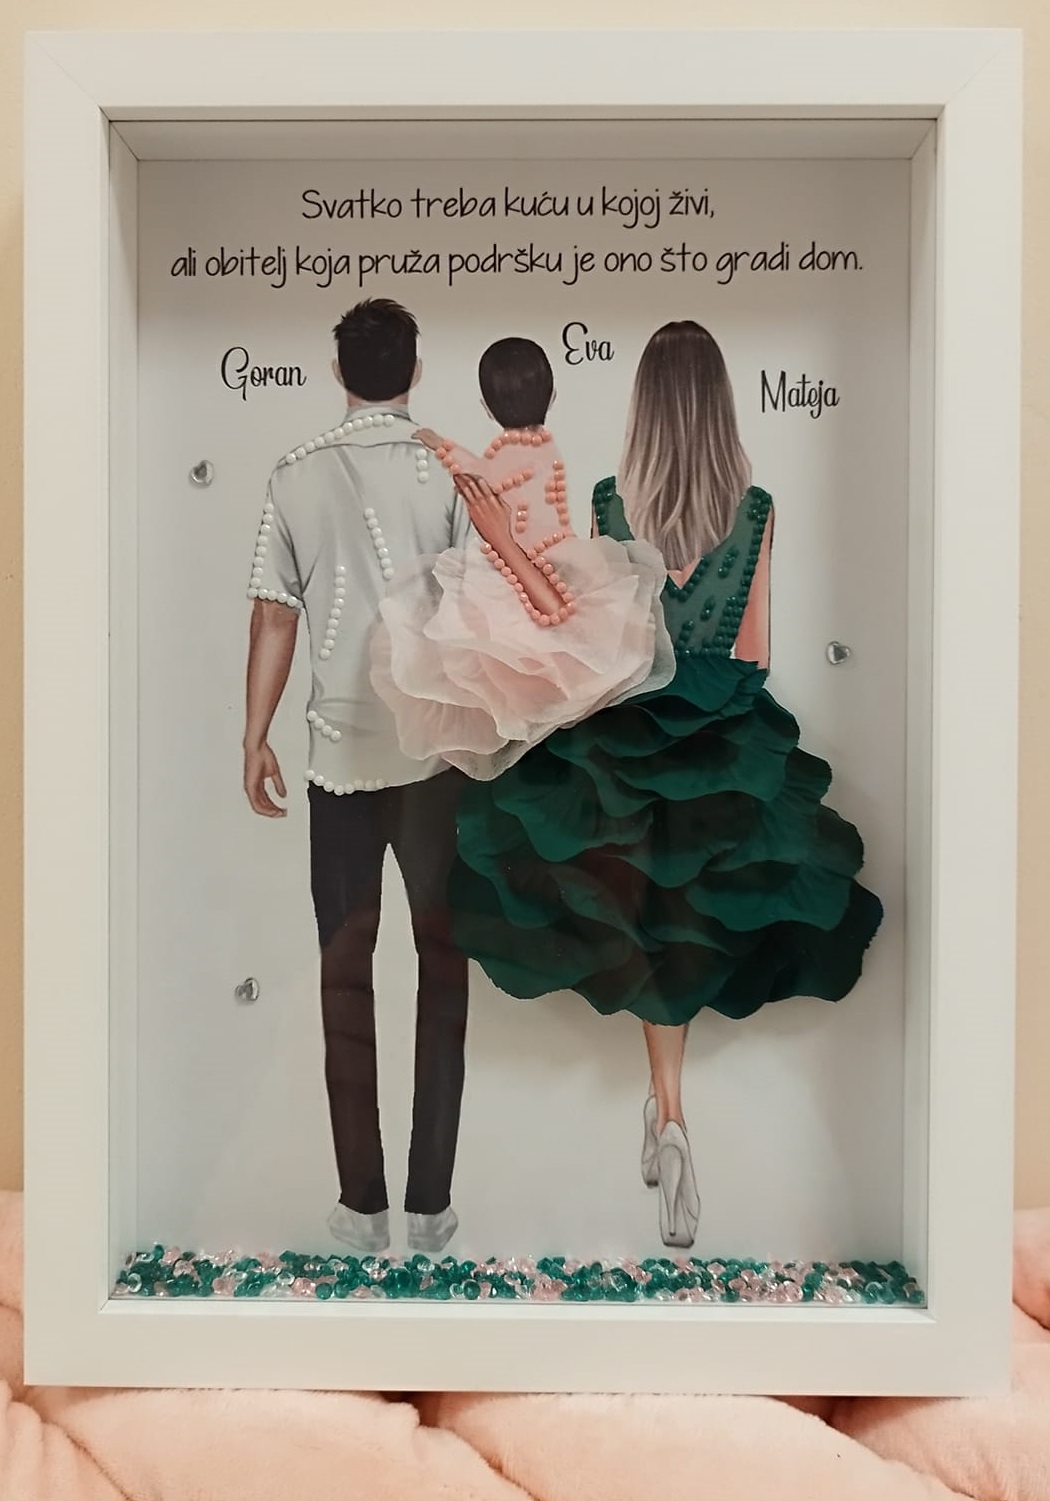 Svatko treba kuću u kojoj živi,
ali obitelj koja pruža podršku je ono što gradi dom.
Goran
Eva
Mateja